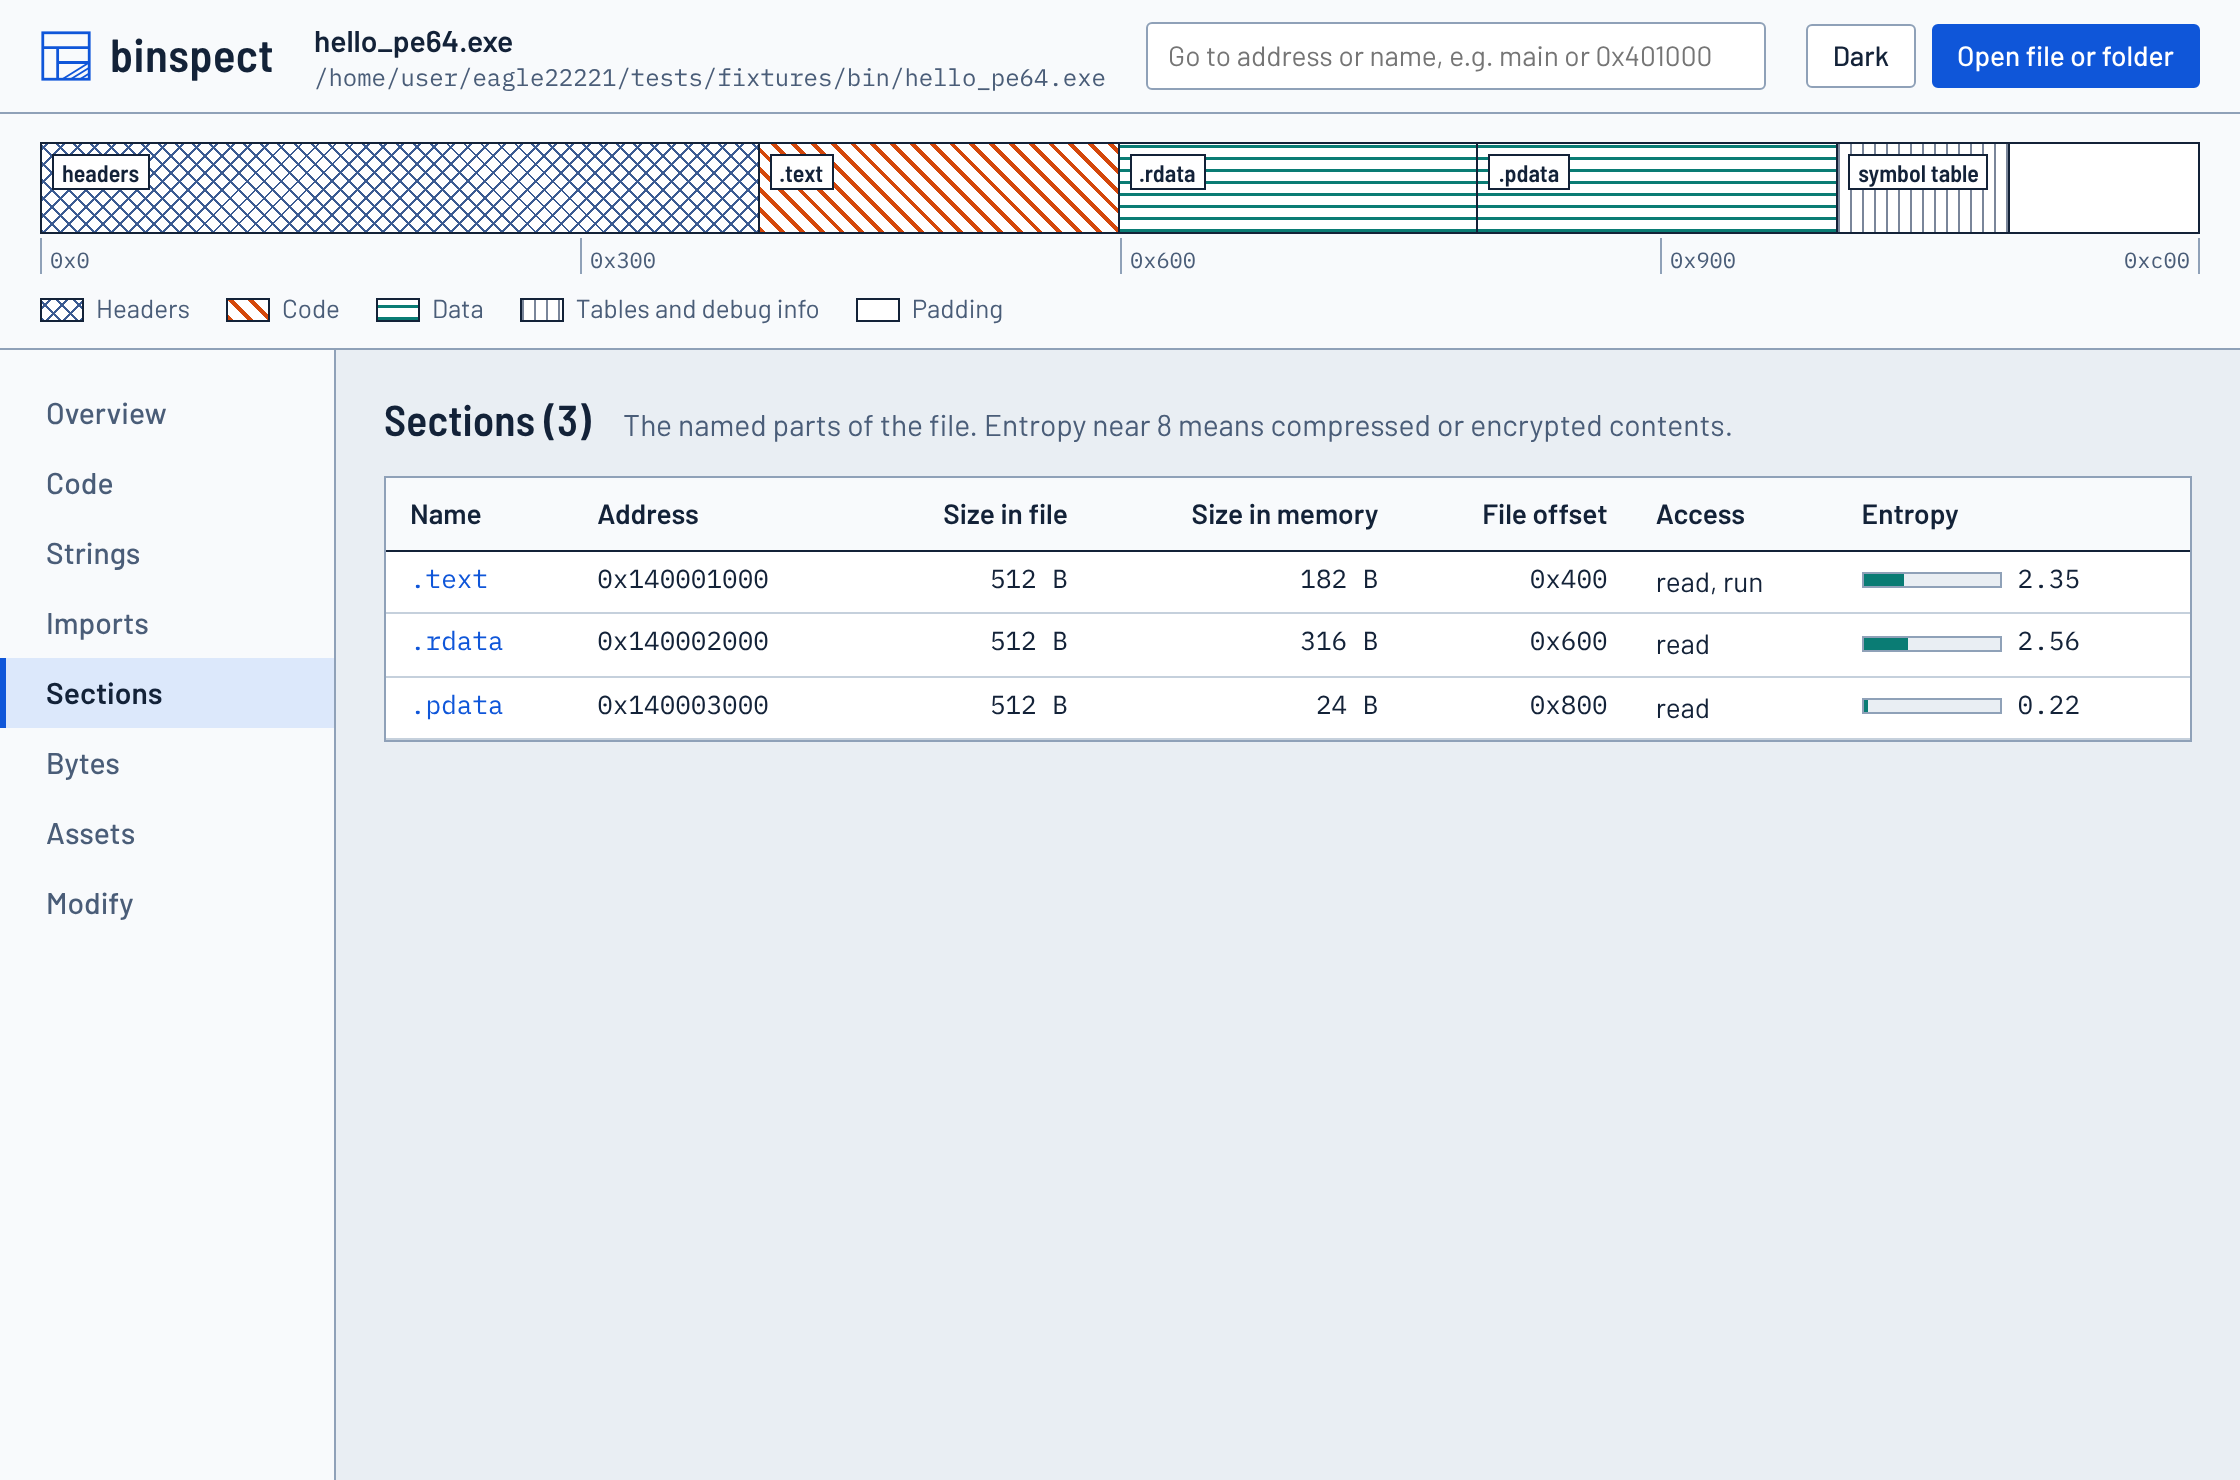 binspect
hello_pe64.exe
/home/user/eagle22221/tests/fixtures/bin/hello_pe64.exe
Go to address or name, e.g. main or 0x401000
Dark
Open file or folder
headers .text .rdata .pdata symbol table
0x0 0x300 0x600 0x900 0xc00
Headers Code Data Tables and debug info Padding
Overview
Code
Strings
Imports
Sections
Bytes
Assets
Modify
Sections (3) The named parts of the file. Entropy near 8 means compressed or encrypted contents.
Name Address Size in file Size in memory File offset Access Entropy
.text 0x140001000 512 B 182 B 0x400 read, run 2.35
.rdata 0x140002000 512 B 316 B 0x600 read 2.56
.pdata 0x140003000 512 B 24 B 0x800 read 0.22